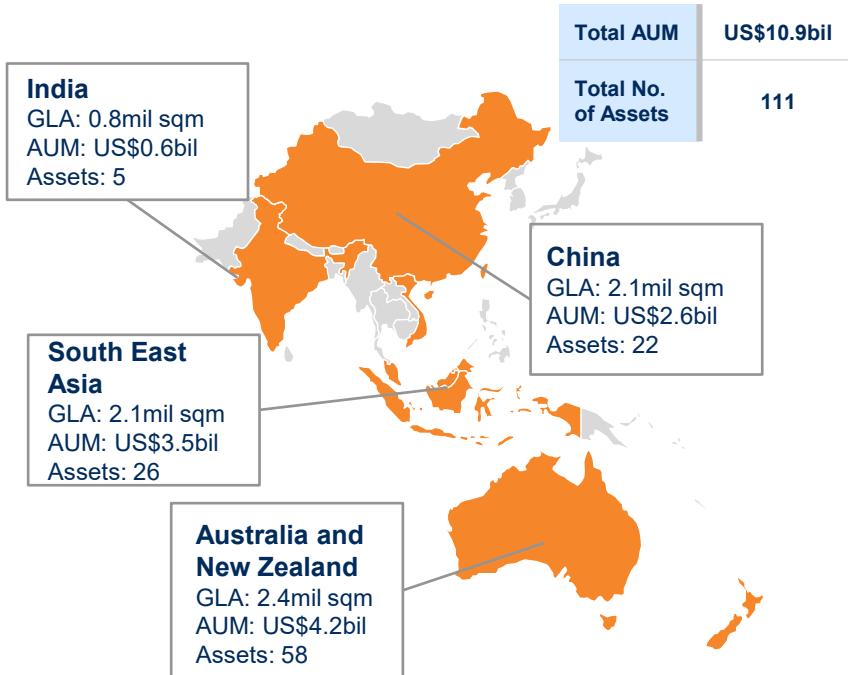 Total AUM US$10.9bil
Total No.
of Assets
111
India
GLA: 0.8mil sqm
AUM: US$0.6bil
Assets: 5
China
GLA: 2.1mil sqm
AUM: US$2.6bil
Assets: 22
South East
Asia
GLA: 2.1mil sqm
AUM: US$3.5bil
Assets: 26
Australia and
New Zealand
GLA: 2.4mil sqm
AUM: US$4.2bil
Assets: 58